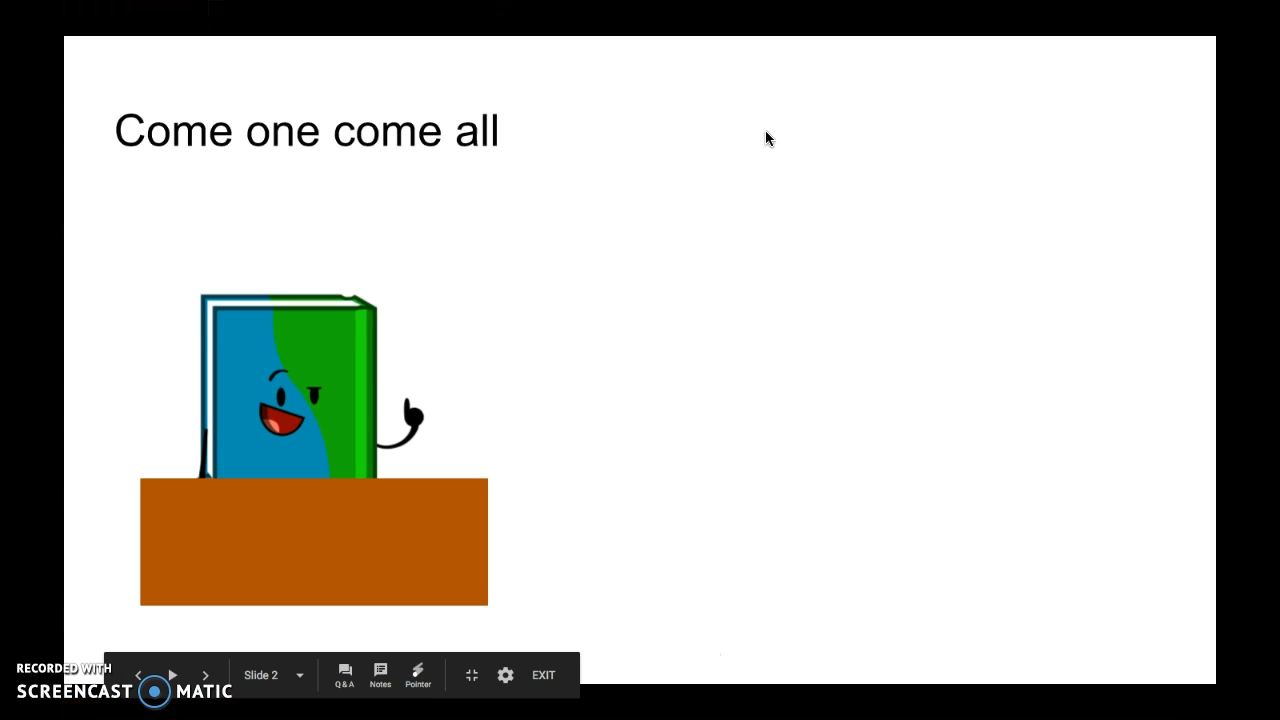 Come one come all
RECORDED WITH
SCREENCAST MATIC
Slide 2
Q&A
Notes
Pointer
EXIT